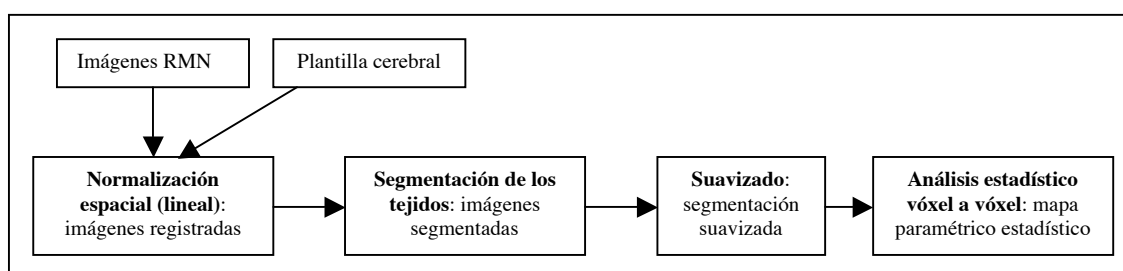 Imágenes RMN
Plantilla cerebral
Normalización
espacial (lineal):
imágenes registradas
Segmentación de los
tejidos: imágenes
segmentadas
Suavizado:
segmentación
suavizada
Análisis estadístico
vóxel a vóxel: mapa
paramétrico estadístico